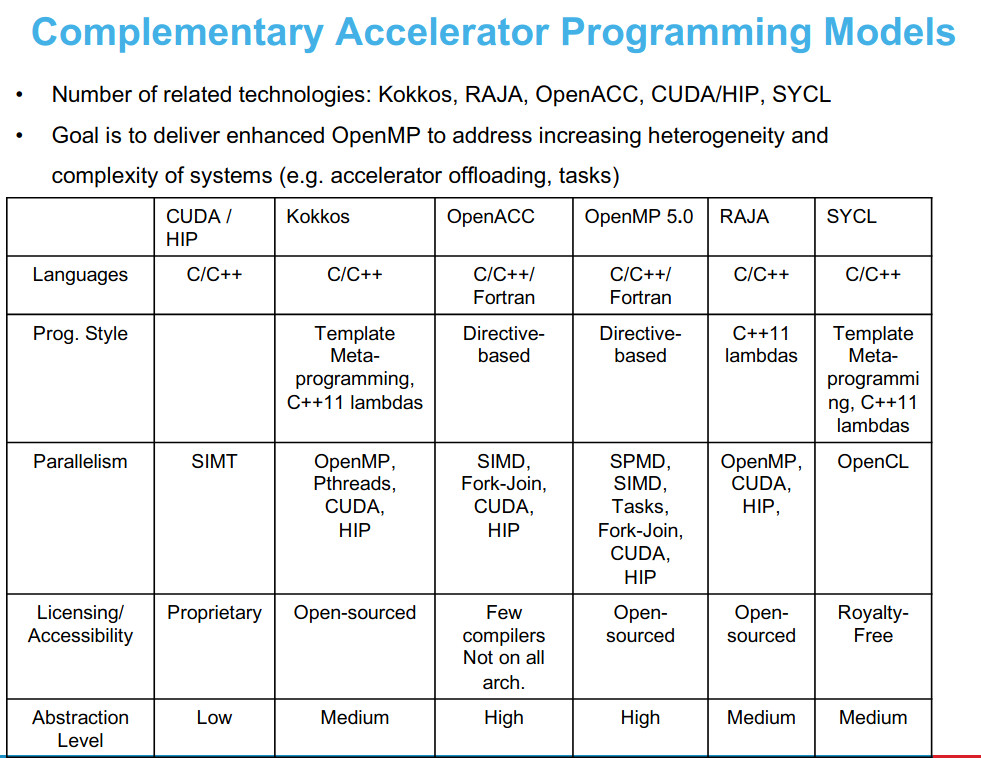 Complementary Accelerator Programming Models
• Number of related technologies: Kokkos, RAJA, OpenACC, CUDA/HIP, SYCL
• Goal is to deliver enhanced OpenMP to address increasing heterogeneity and
complexity of systems (e.g. accelerator offloading, tasks)
CUDA /
HIP
Kokkos
OpenACC
OpenMP 5.0
RAJA
SYCL
Languages
C/C++
C/C++
C/C++/
Fortran
C/C++/
Fortran
C/C++
C/C++
Prog. Style
Template
Meta-
programming,
C++11 lambdas
Directive-
based
Directive-
based
C++11
lambdas
Template
Meta-
programmi
ng, C++11
lambdas
Parallelism
SIMT
OpenMP,
Pthreads,
CUDA,
HIP
SIMD,
Fork-Join,
CUDA,
HIP
SPMD,
SIMD,
Tasks,
Fork-Join,
CUDA,
HIP
OpenMP,
CUDA,
HIP,
OpenCL
Licensing/
Accessibility
Proprietary
Open-sourced
Few
compilers
Not on all
arch.
Open-
sourced
Open-
sourced
Royalty-
Free
Abstraction
Level
Low
Medium
High
High
Medium
Medium